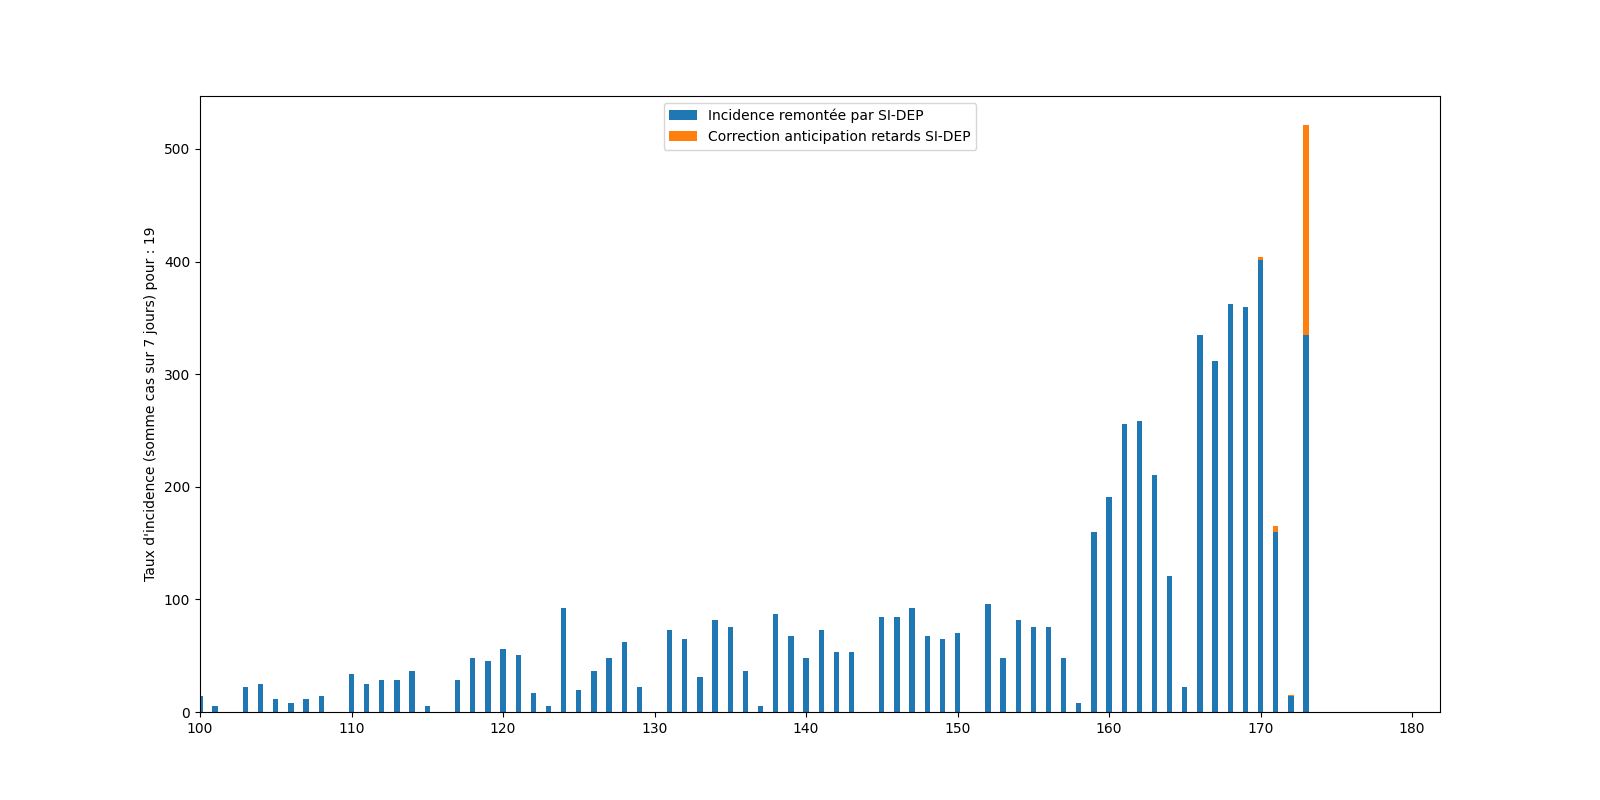 Incidence remontée par SI-DEP
Correction anticipation retards SI-DEP
Taux d'incidence (somme cas sur 7 jours) pour : 19
500
400
300
200
100
0
100 110 120 130 140 150 160 170 180